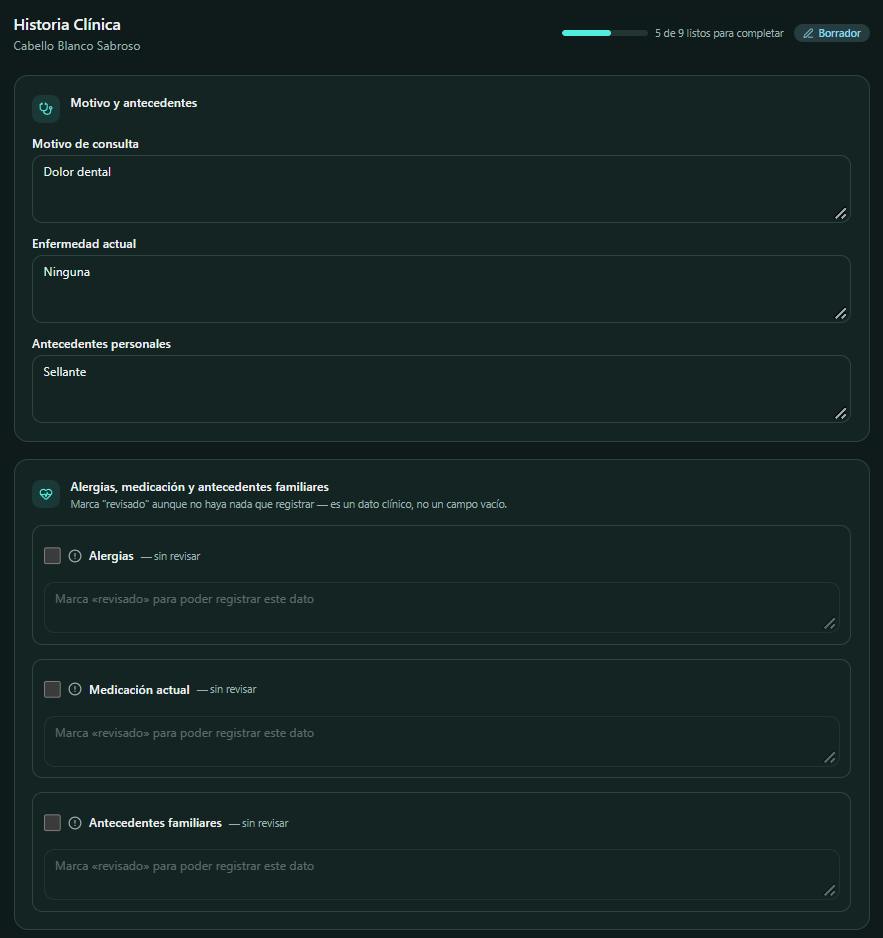 Historia Clínica
Cabello Blanco Sabroso
5 de 9 listos para completar
Borrador
Motivo y antecedentes
Motivo de consulta
Dolor dental
Enfermedad actual
Ninguna
Antecedentes personales
Sellante
Alergias, medicación y antecedentes familiares
Marca "revisado" aunque no haya nada que registrar — es un dato clínico, no un campo vacío.
Alergias — sin revisar
Marca «revisado» para poder registrar este dato
Medicación actual — sin revisar
Marca «revisado» para poder registrar este dato
Antecedentes familiares — sin revisar
Marca «revisado» para poder registrar este dato